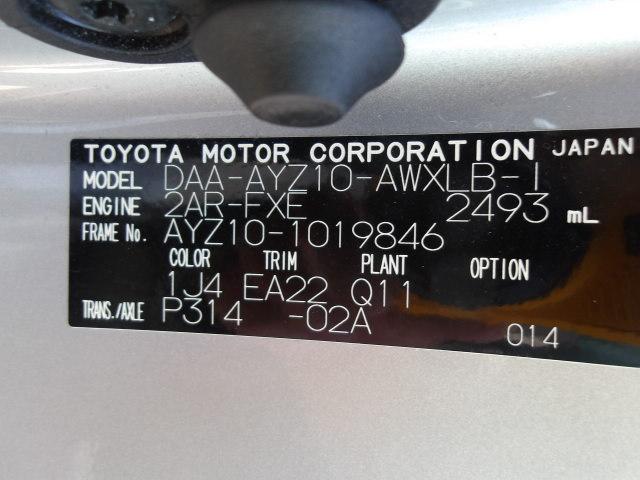 TOYOTA MOTOR CORPORATION JAPAN
MODEL DAA-AYZ10-AWXLB-I
ENGINE 2AR-FXE 2493 mL
FRAME No. AYZ10-1019846
COLOR TRIM PLANT OPTION
1J4 EA22 Q11
TRANS./AXLE P314 -02A
014